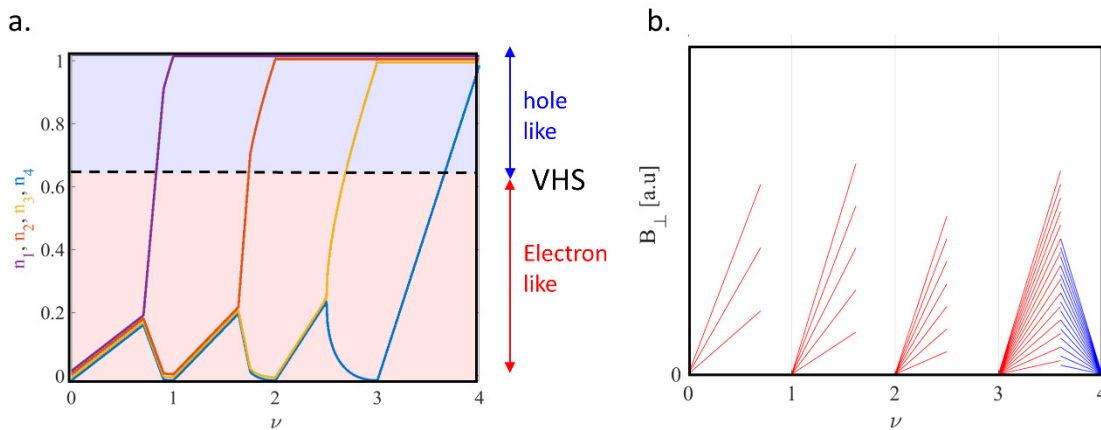 a.
1
0.8
0.6
0.4
0.2
0
n₁, n₂, n₃, n₄
0 1 2 3 4
ν
hole
like
VHS
Electron
like
b.
B⊥ [a.u]
0
0 1 2 3 4
ν